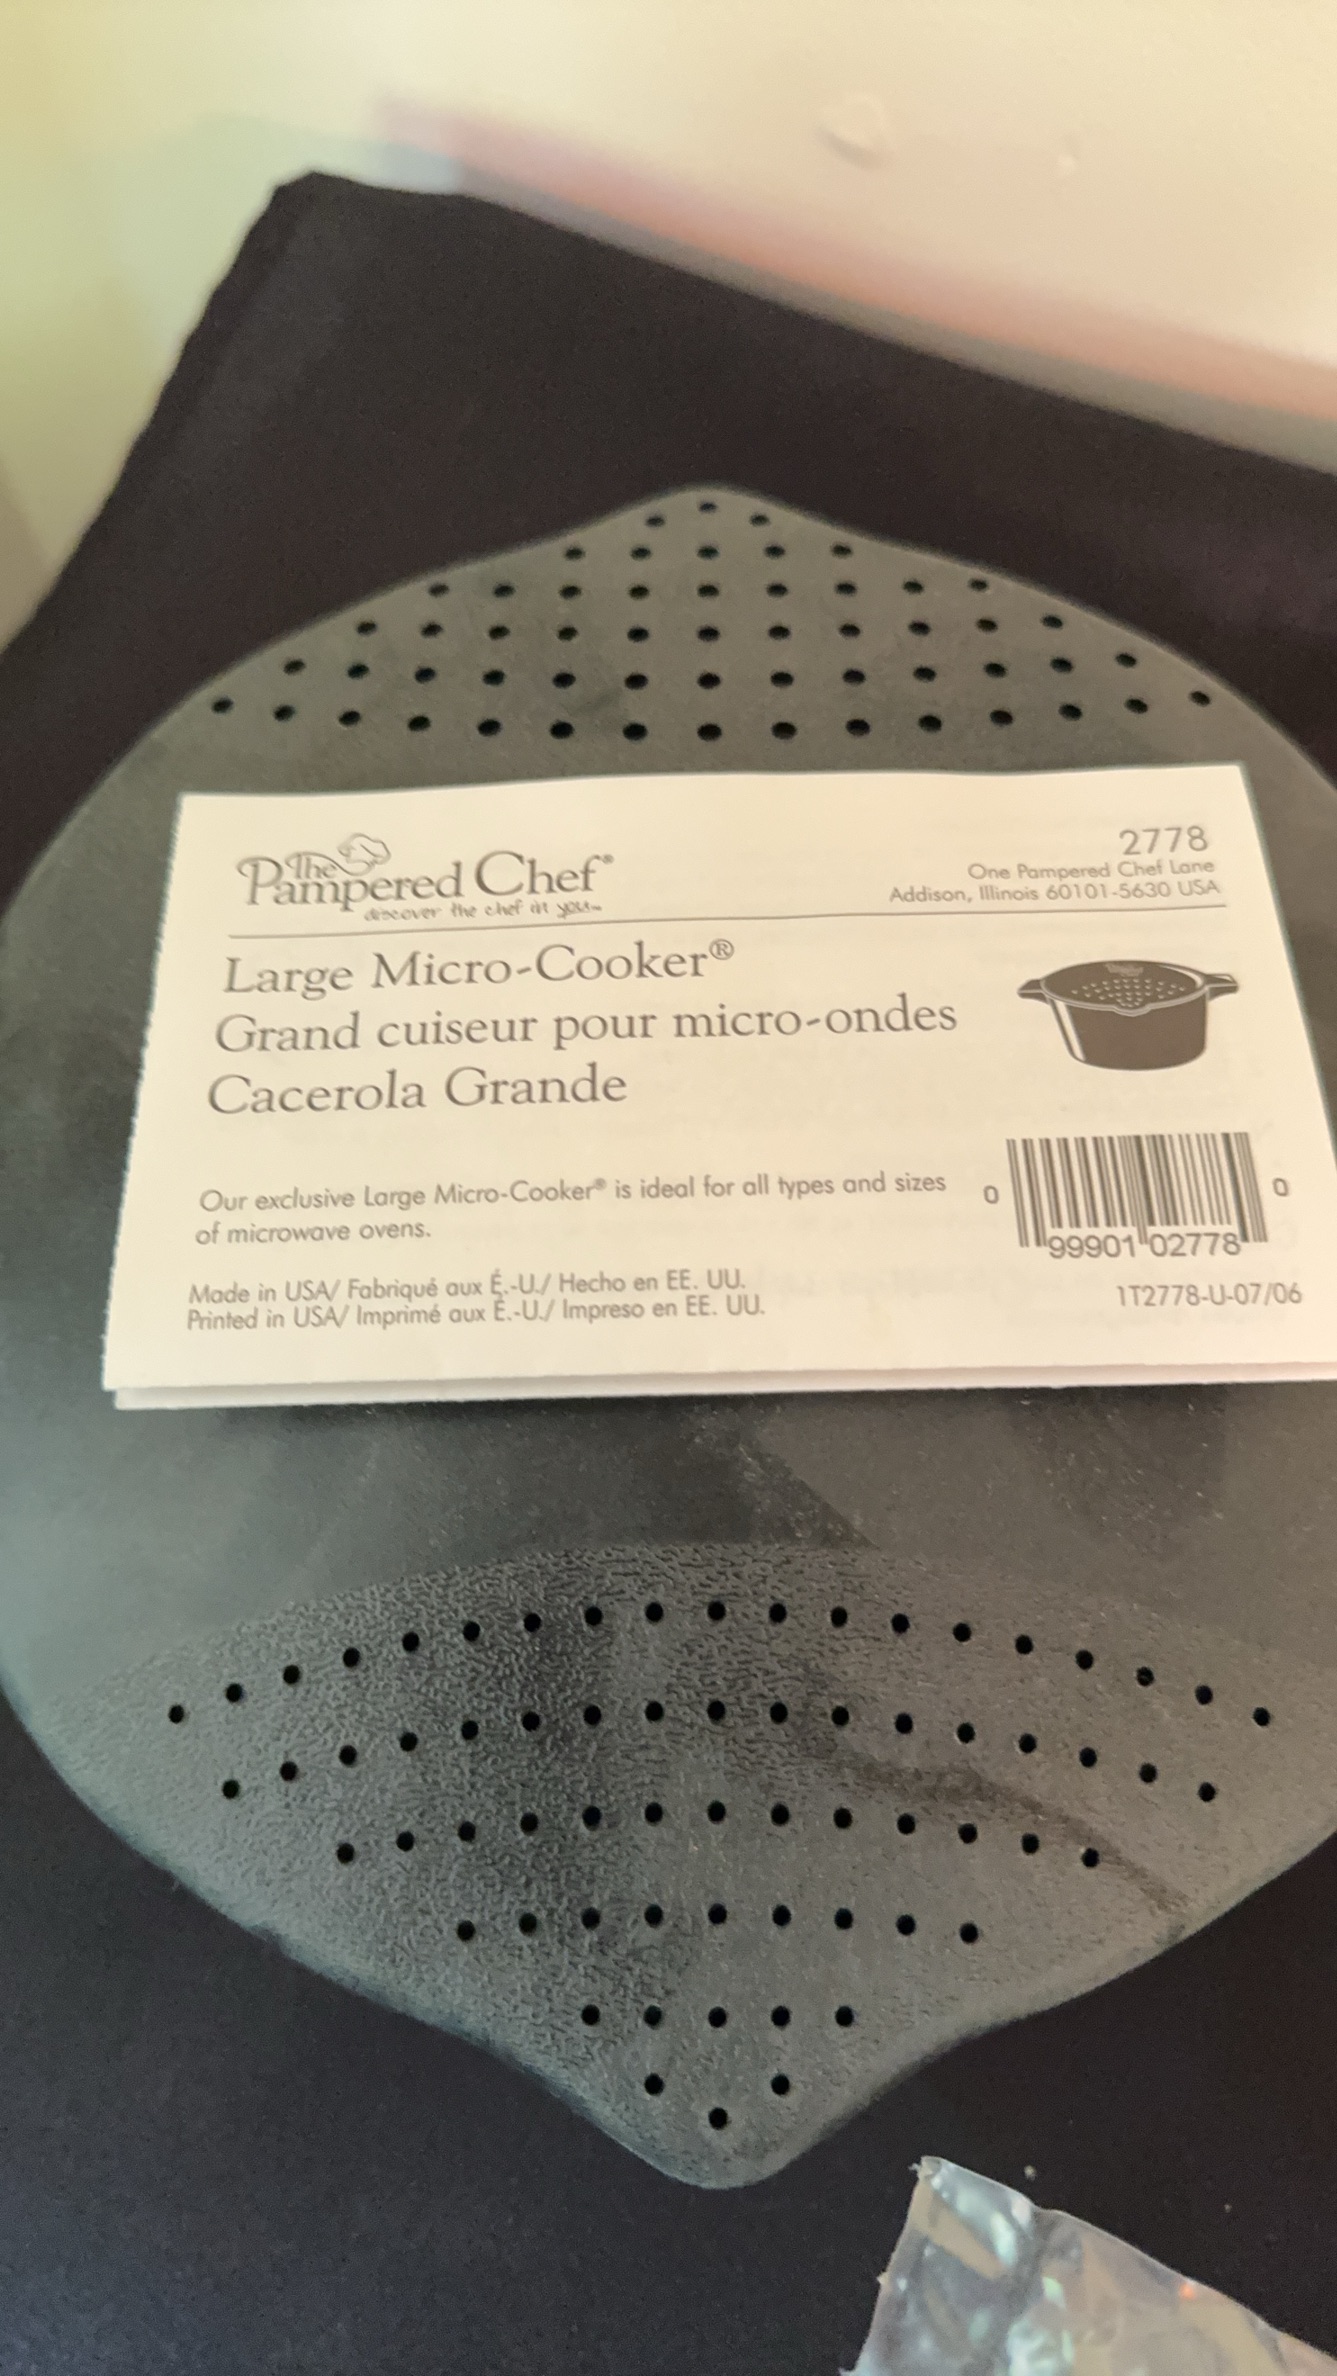 The
Pampered Chef®
discover the chef in you™
2778
One Pampered Chef Lane
Addison, Illinois 60101-5630 USA
Large Micro-Cooker®
Grand cuiseur pour micro-ondes
Cacerola Grande
Our exclusive Large Micro-Cooker® is ideal for all types and sizes
of microwave ovens.
Made in USA/ Fabriqué aux É.-U./ Hecho en EE. UU.
Printed in USA/ Imprimé aux É.-U./ Impreso en EE. UU.
0 99901 02778 0
1T2778-U-07/06